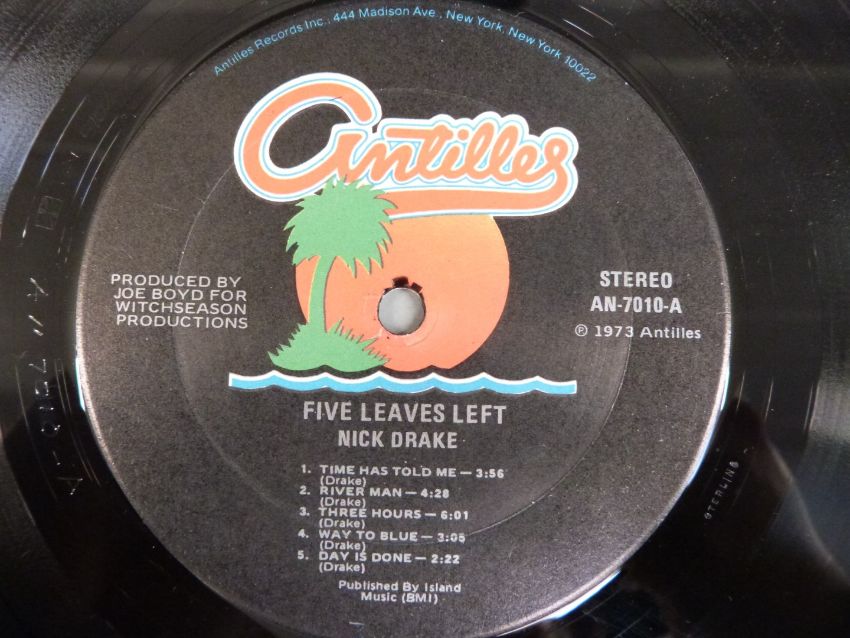 Antilles Records Inc., 444 Madison Ave., New York, New York 10022
Antilles
PRODUCED BY
JOE BOYD FOR
WITCHSEASON
PRODUCTIONS
STEREO
AN-7010-A
Ⓟ 1973 Antilles
FIVE LEAVES LEFT
NICK DRAKE
1. TIME HAS TOLD ME — 3:56
(Drake)
2. RIVER MAN — 4:28
(Drake)
3. THREE HOURS — 6:01
(Drake)
4. WAY TO BLUE — 3:05
(Drake)
5. DAY IS DONE — 2:22
(Drake)
Published By Island
Music (BMI)
STERLING